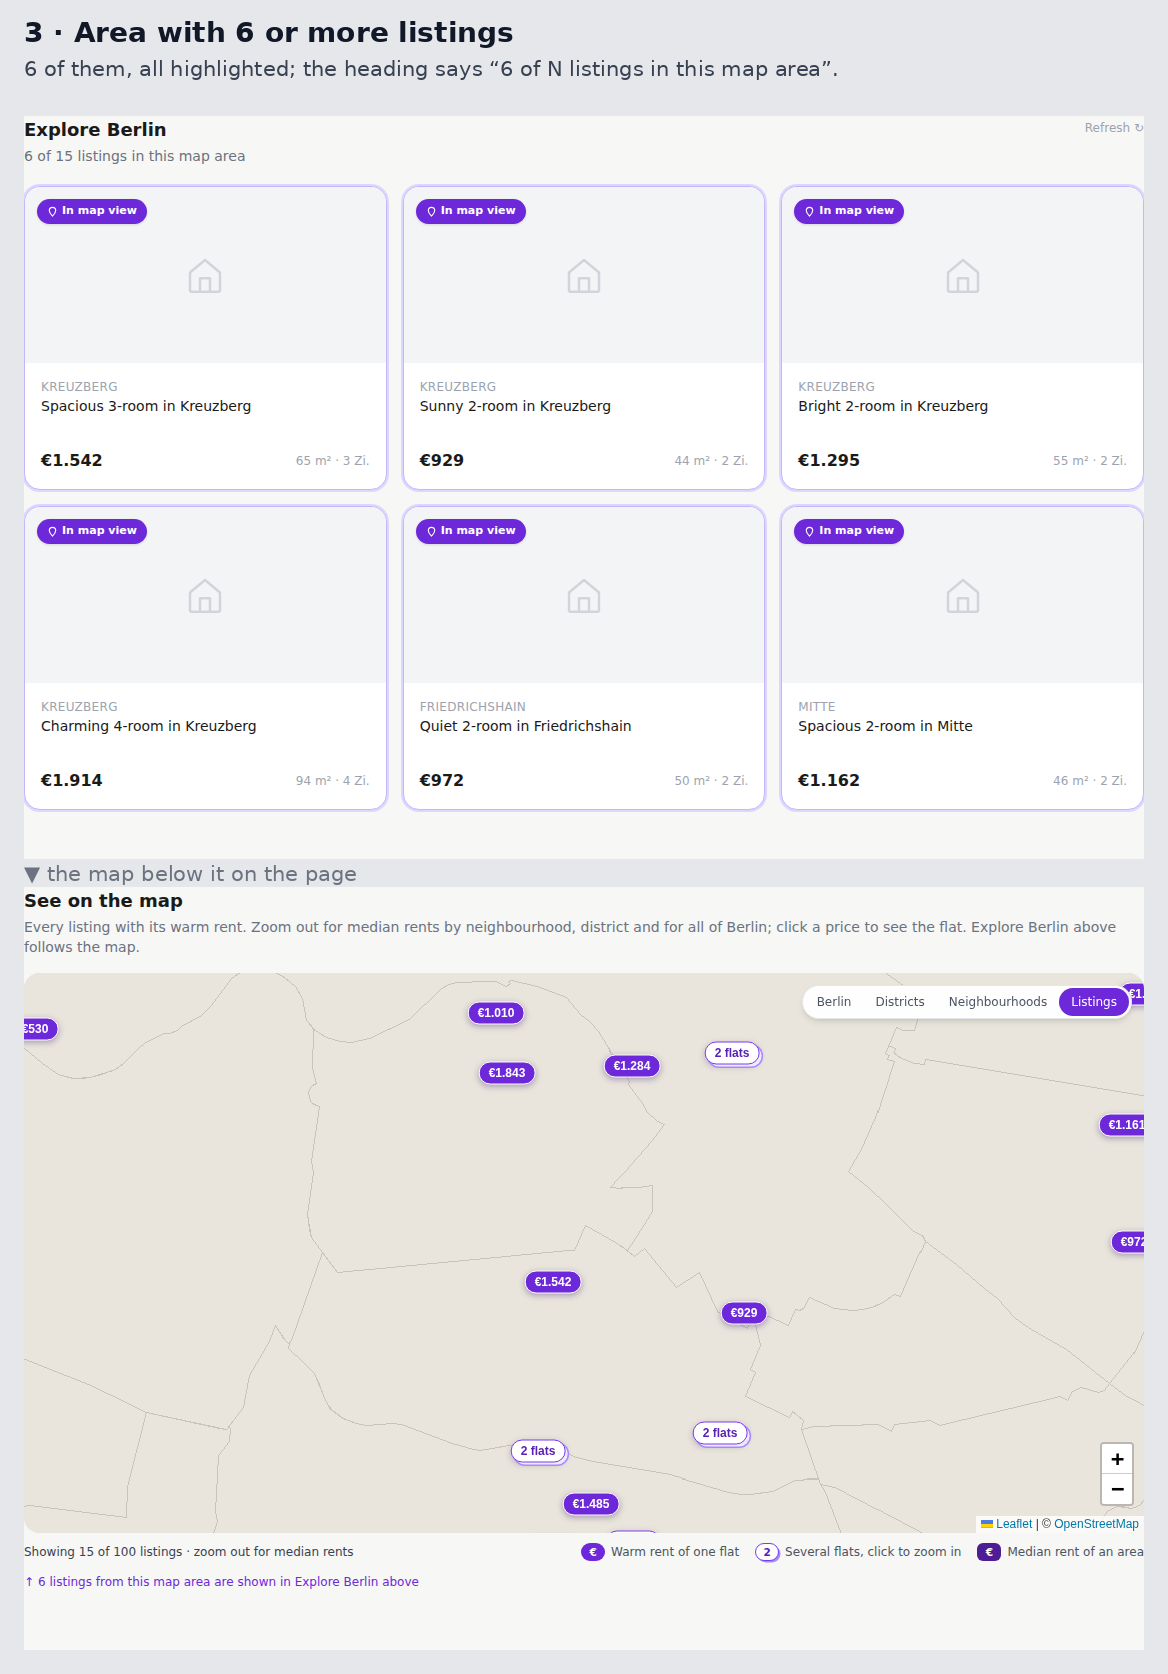 3 · Area with 6 or more listings
6 of them, all highlighted; the heading says “6 of N listings in this map area”.
Explore Berlin
Refresh ↻
6 of 15 listings in this map area
In map view
In map view
In map view
KREUZBERG
Spacious 3-room in Kreuzberg
€1.542
65 m² · 3 Zi.
KREUZBERG
Sunny 2-room in Kreuzberg
€929
44 m² · 2 Zi.
KREUZBERG
Bright 2-room in Kreuzberg
€1.295
55 m² · 2 Zi.
In map view
In map view
In map view
KREUZBERG
Charming 4-room in Kreuzberg
€1.914
94 m² · 4 Zi.
FRIEDRICHSHAIN
Quiet 2-room in Friedrichshain
€972
50 m² · 2 Zi.
MITTE
Spacious 2-room in Mitte
€1.162
46 m² · 2 Zi.
▼ the map below it on the page
See on the map
Every listing with its warm rent. Zoom out for median rents by neighbourhood, district and for all of Berlin; click a price to see the flat. Explore Berlin above
follows the map.
Berlin
Districts
Neighbourhoods
Listings
€530
€1.010
€1.843
€1.284
2 flats
€1.161
€972
€1.542
€929
2 flats
2 flats
€1.485
+
−
Leaflet | © OpenStreetMap
Showing 15 of 100 listings · zoom out for median rents
€ Warm rent of one flat
2 Several flats, click to zoom in
€ Median rent of an area
↑ 6 listings from this map area are shown in Explore Berlin above